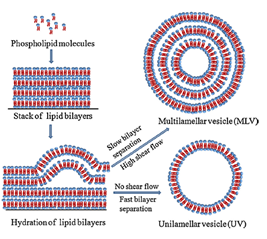 Phospholipid molecules
Stack of lipid bilayers
Hydration of lipid bilayers
Slow bilayer
separation
High shear flow
No shear flow
Fast bilayer
separation
Multilamellar vesicle (MLV)
Unilamellar vesicle (UV)